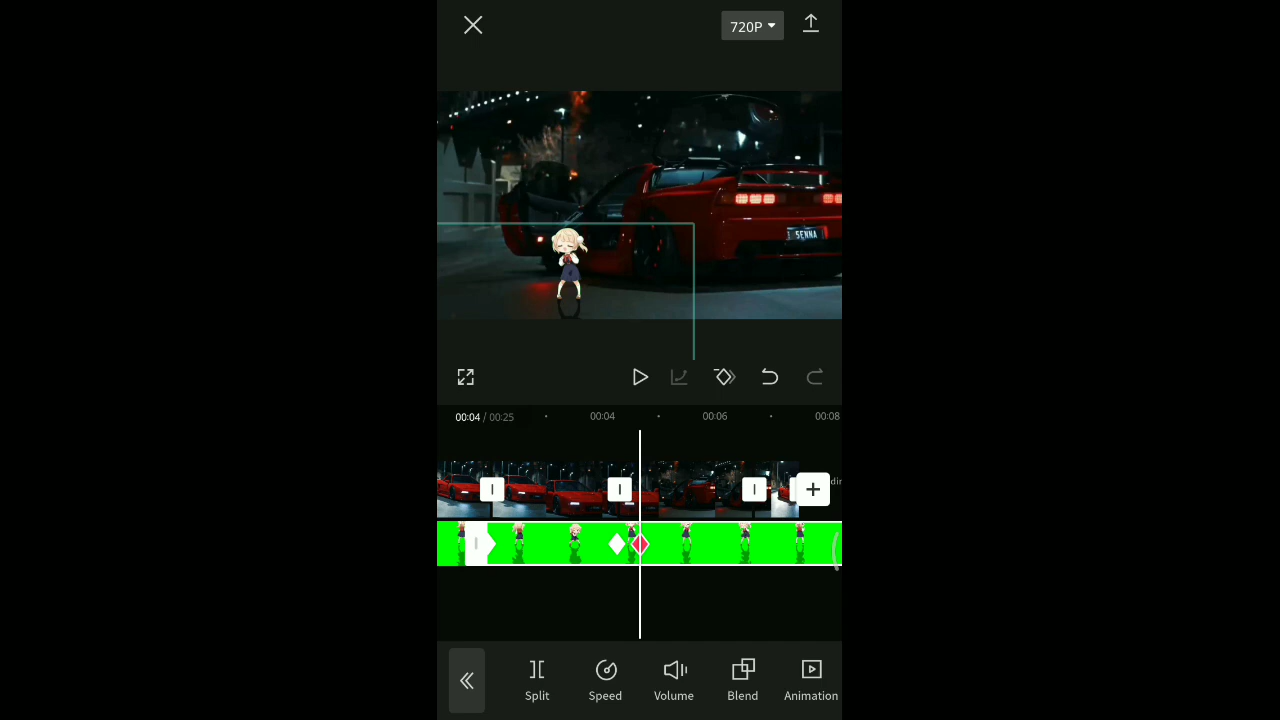 720P
SENNA
00:04 / 00:25
00:04
00:06
00:08
Split
Speed
Volume
Blend
Animation